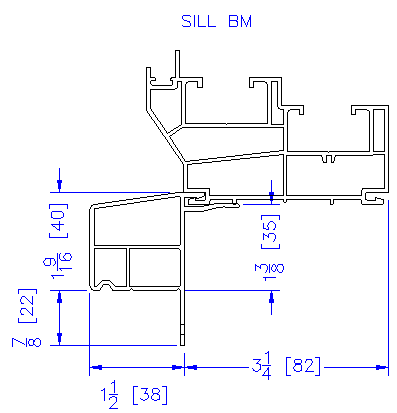 SILL BM
1 9/16 [40]
1 3/8 [35]
7/8 [22]
3 1/4 [82]
1 1/2 [38]